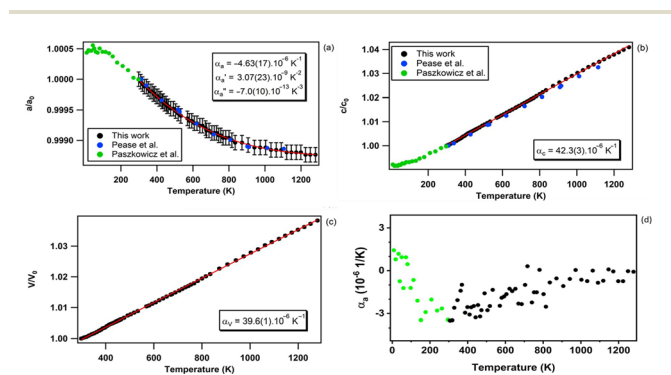 (a)
1.0005
1.0000
0.9995
0.9990
a/a₀
αₐ = −4.63(17).10⁻⁶ K⁻¹
αₐ' = 3.07(23).10⁻⁹ K⁻²
αₐ" = −7.0(10).10⁻¹³ K⁻³
This work
Pease et al.
Paszkowicz et al.
200 400 600 800 1000 1200
Temperature (K)
(b)
1.04
1.03
1.02
1.01
1.00
c/c₀
This work
Pease et al.
Paszkowicz et al.
α꜀ = 42.3(3).10⁻⁶ K⁻¹
200 400 600 800 1000 1200
Temperature (K)
(c)
1.03
1.02
1.01
1.00
V/V₀
αᵥ = 39.6(1).10⁻⁶ K⁻¹
400 600 800 1000 1200
Temperature (K)
(d)
3
0
-3
αₐ (10⁻⁶ 1/K)
0 200 400 600 800 1000 1200
Temperature (K)